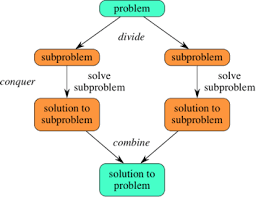 problem
divide
subproblem
subproblem
conquer
solve
subproblem
solve
subproblem
solution to
subproblem
solution to
subproblem
combine
solution to
problem